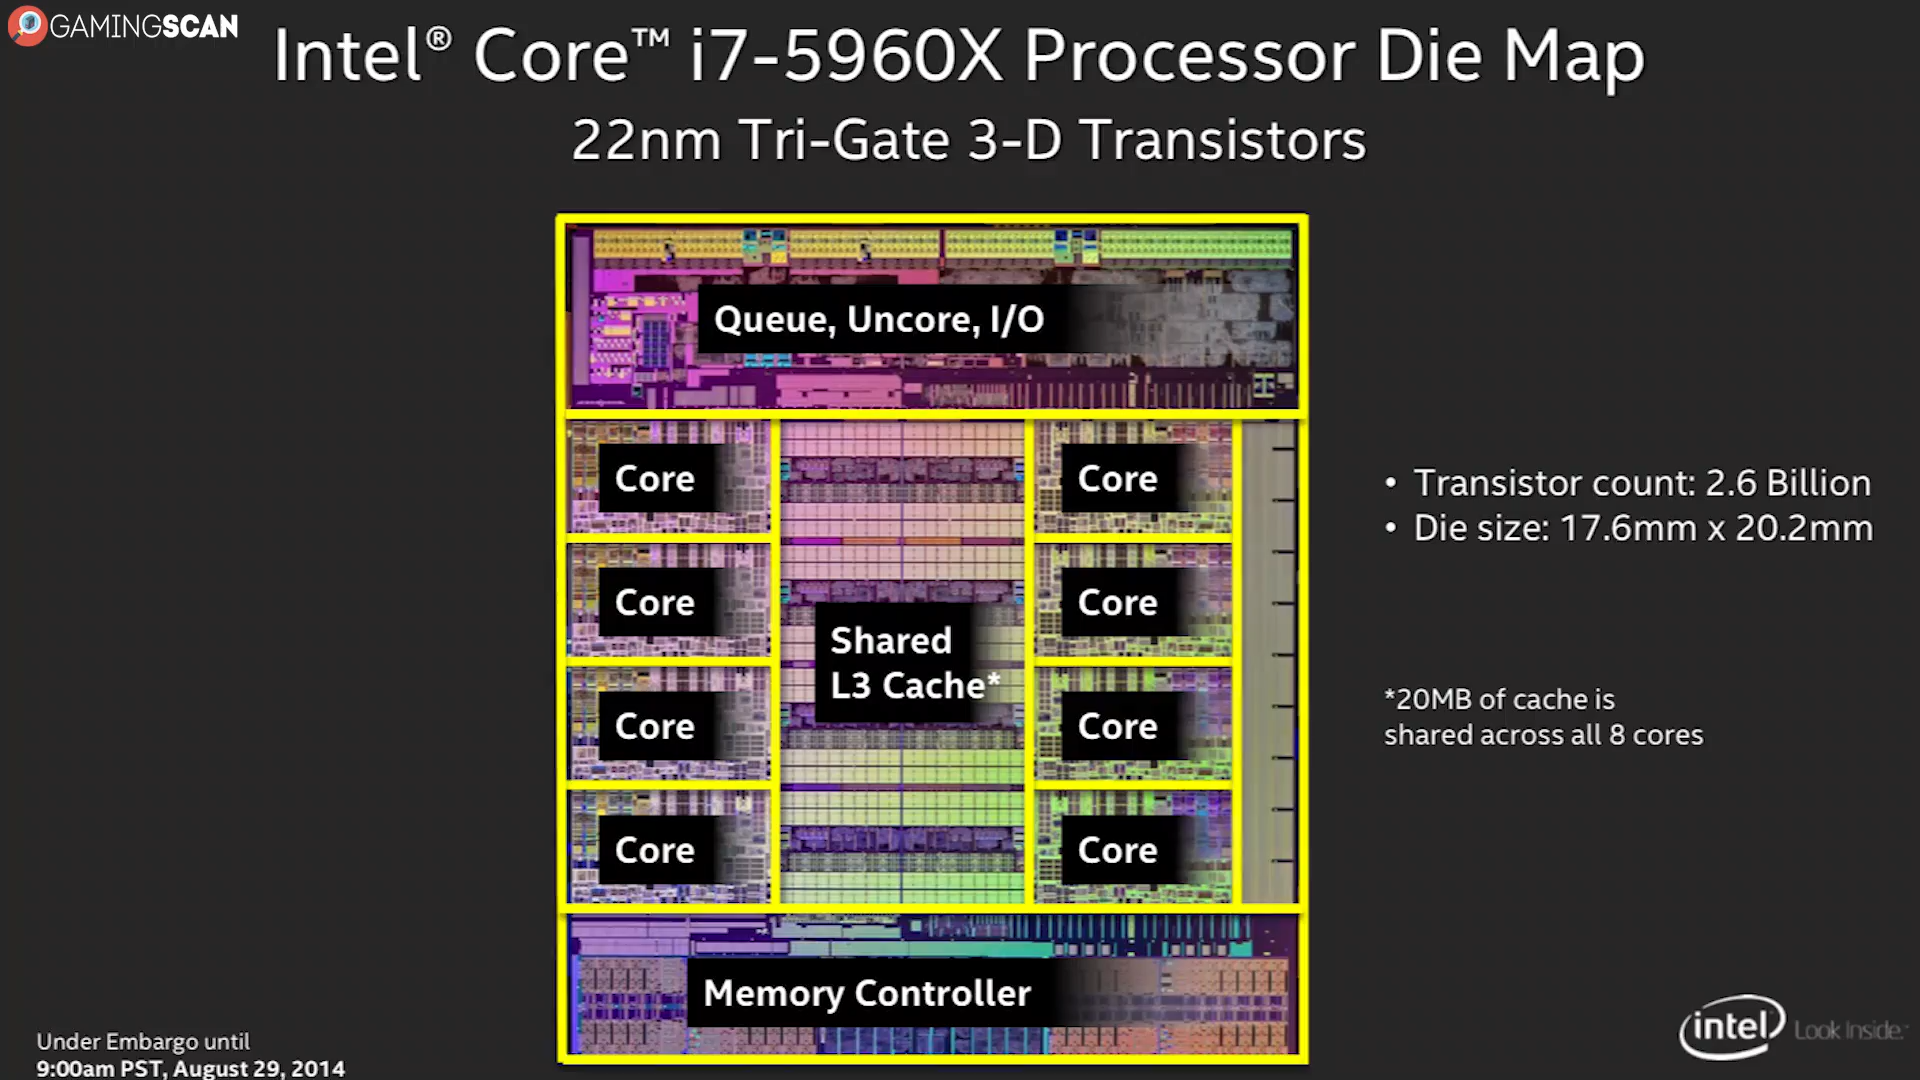 GAMINGSCAN
Intel® Core™ i7-5960X Processor Die Map
22nm Tri-Gate 3-D Transistors
Queue, Uncore, I/O
Core
Core
Core
Core
Shared
L3 Cache*
Core
Core
Core
Core
Memory Controller
• Transistor count: 2.6 Billion
• Die size: 17.6mm x 20.2mm
*20MB of cache is
shared across all 8 cores
Under Embargo until
9:00am PST, August 29, 2014
intel Look Inside.™